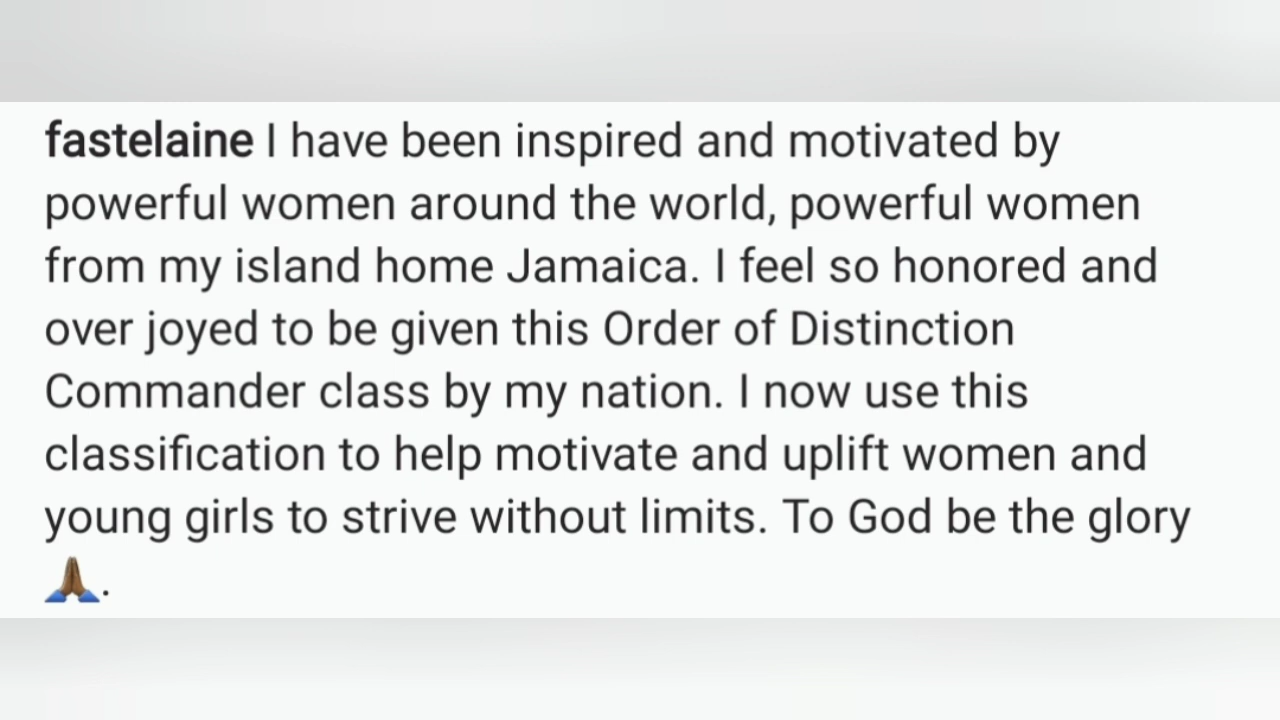 fastelaine I have been inspired and motivated by
powerful women around the world, powerful women
from my island home Jamaica. I feel so honored and
over joyed to be given this Order of Distinction
Commander class by my nation. I now use this
classification to help motivate and uplift women and
young girls to strive without limits. To God be the glory
🙏🏾.